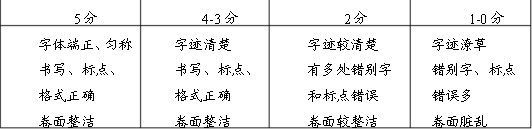 5分 4-3分 2分 1-0分
字体端正、匀称 字迹清楚 字迹较清楚 字迹潦草
书写、标点、 书写、标点、 有多处错别字 错别字、标点
格式正确 格式正确 和标点错误 错误多
卷面整洁 卷面整洁 卷面较整洁 卷面脏乱